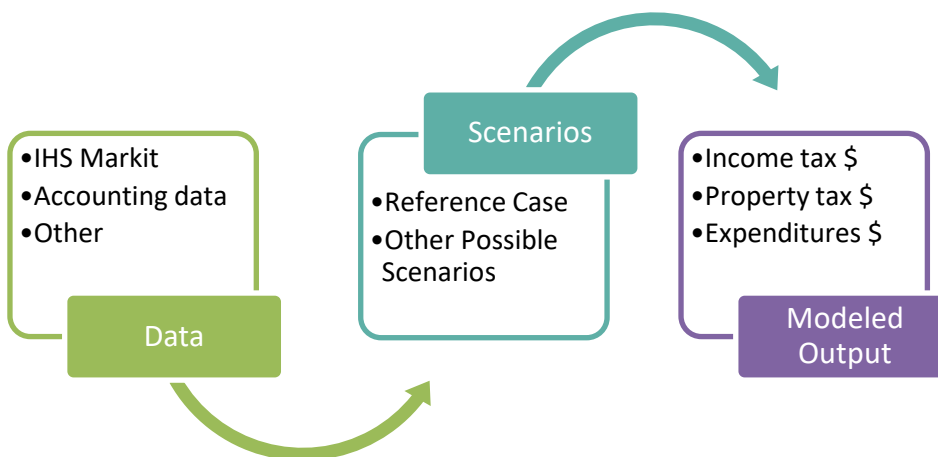 •IHS Markit
•Accounting data
•Other
Data
Scenarios
•Reference Case
•Other Possible
Scenarios
•Income tax $
•Property tax $
•Expenditures $
Modeled
Output